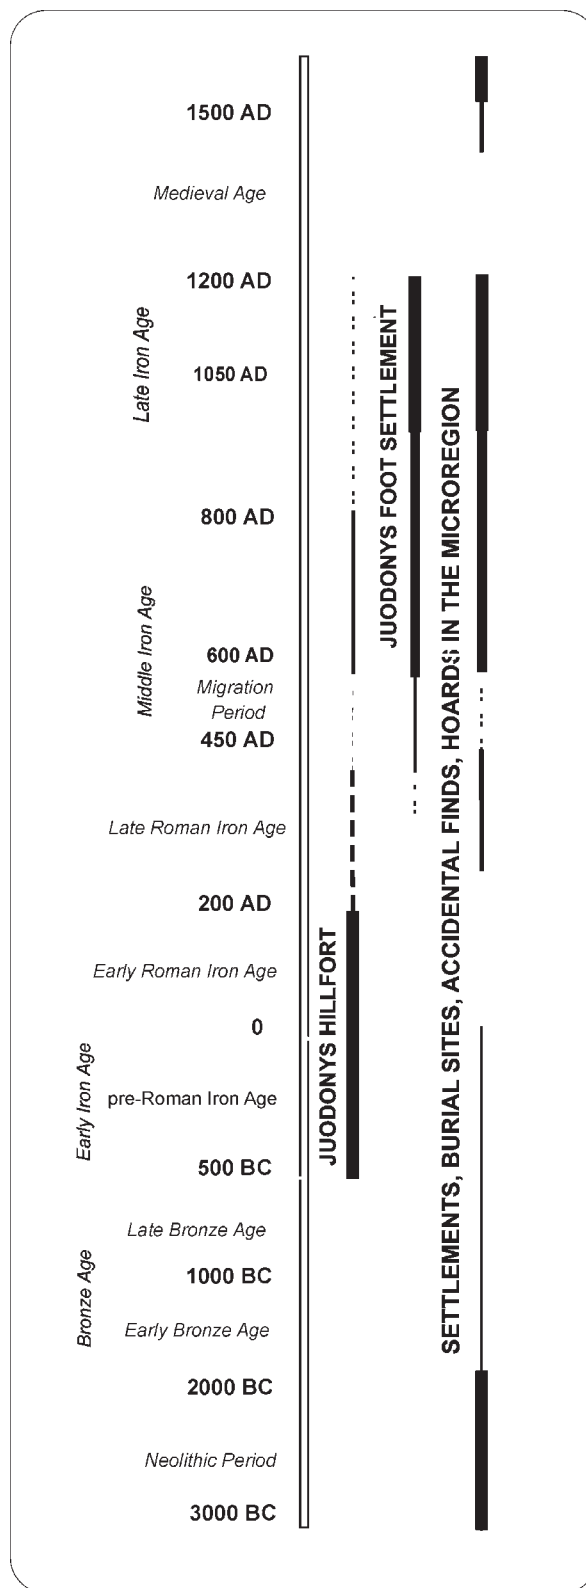 1500 AD
Medieval Age
1200 AD
Late Iron Age
1050 AD
800 AD
Middle Iron Age
600 AD
Migration
Period
450 AD
Late Roman Iron Age
200 AD
Early Roman Iron Age
0
Early Iron Age
pre-Roman Iron Age
500 BC
Late Bronze Age
Bronze Age
1000 BC
Early Bronze Age
2000 BC
Neolithic Period
3000 BC
JUODONYS HILLFORT
JUODONYS FOOT SETTLEMENT
SETTLEMENTS, BURIAL SITES, ACCIDENTAL FINDS, HOARDS IN THE MICROREGION